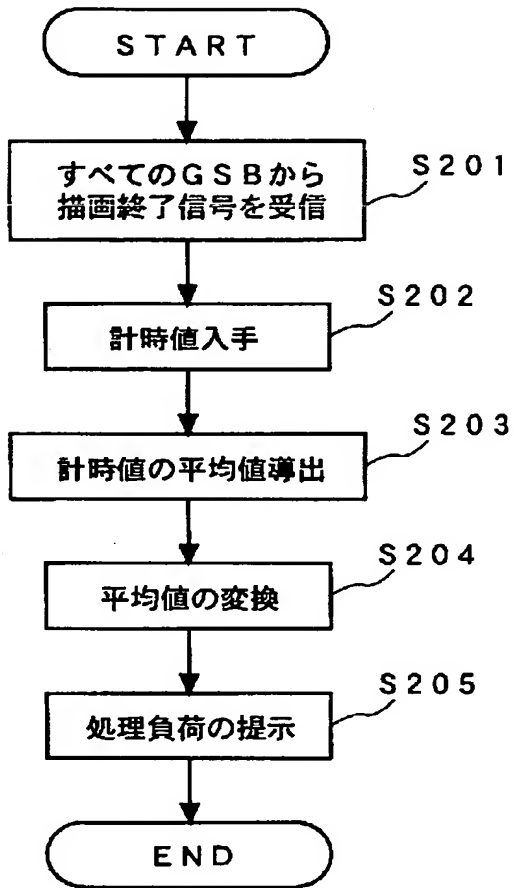 ＳＴＡＲＴ
すべてのＧＳＢから
描画終了信号を受信
Ｓ２０１
Ｓ２０２
計時値入手
Ｓ２０３
計時値の平均値導出
Ｓ２０４
平均値の変換
Ｓ２０５
処理負荷の提示
ＥＮＤ